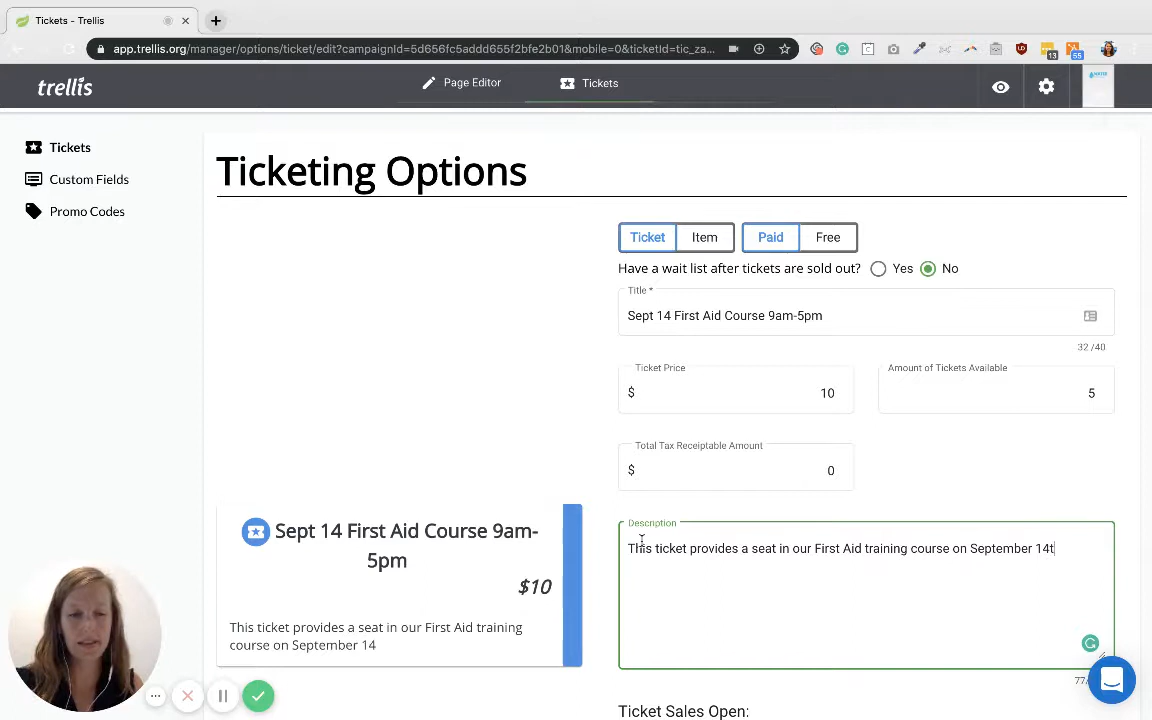 Tickets - Trellis
app.trellis.org/manager/options/ticket/edit?campaignId=5d656fc5addd655f2bfe2b01&mobile=0&ticketId=tic_za...
13
55
trellis
Page Editor
Tickets
Tickets
Custom Fields
Promo Codes
Ticketing Options
Ticket
Item
Paid
Free
Have a wait list after tickets are sold out?
Yes
No
Title *
Sept 14 First Aid Course 9am-5pm
32 /40
Ticket Price
$ 10
Amount of Tickets Available
5
Total Tax Receiptable Amount
$ 0
Sept 14 First Aid Course 9am-
5pm
$10
This ticket provides a seat in our First Aid training
course on September 14
Description
This ticket provides a seat in our First Aid training course on September 14t
77/
Ticket Sales Open: